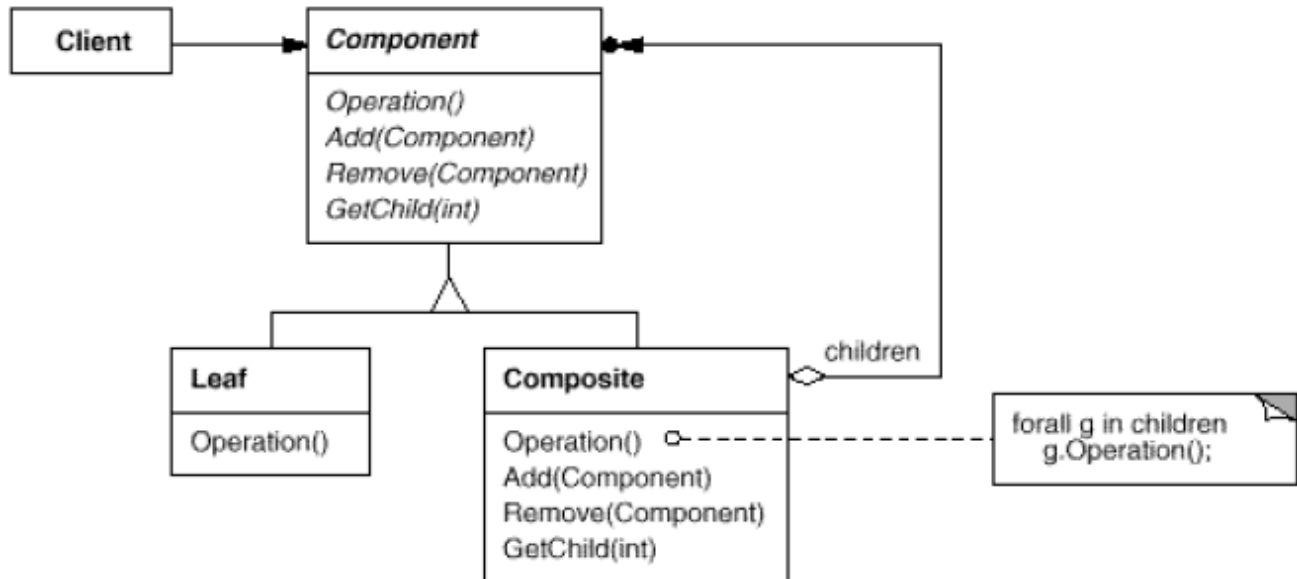 Client
Component
Operation()
Add(Component)
Remove(Component)
GetChild(int)
Leaf
Operation()
Composite
Operation()
Add(Component)
Remove(Component)
GetChild(int)
children
forall g in children
g.Operation();